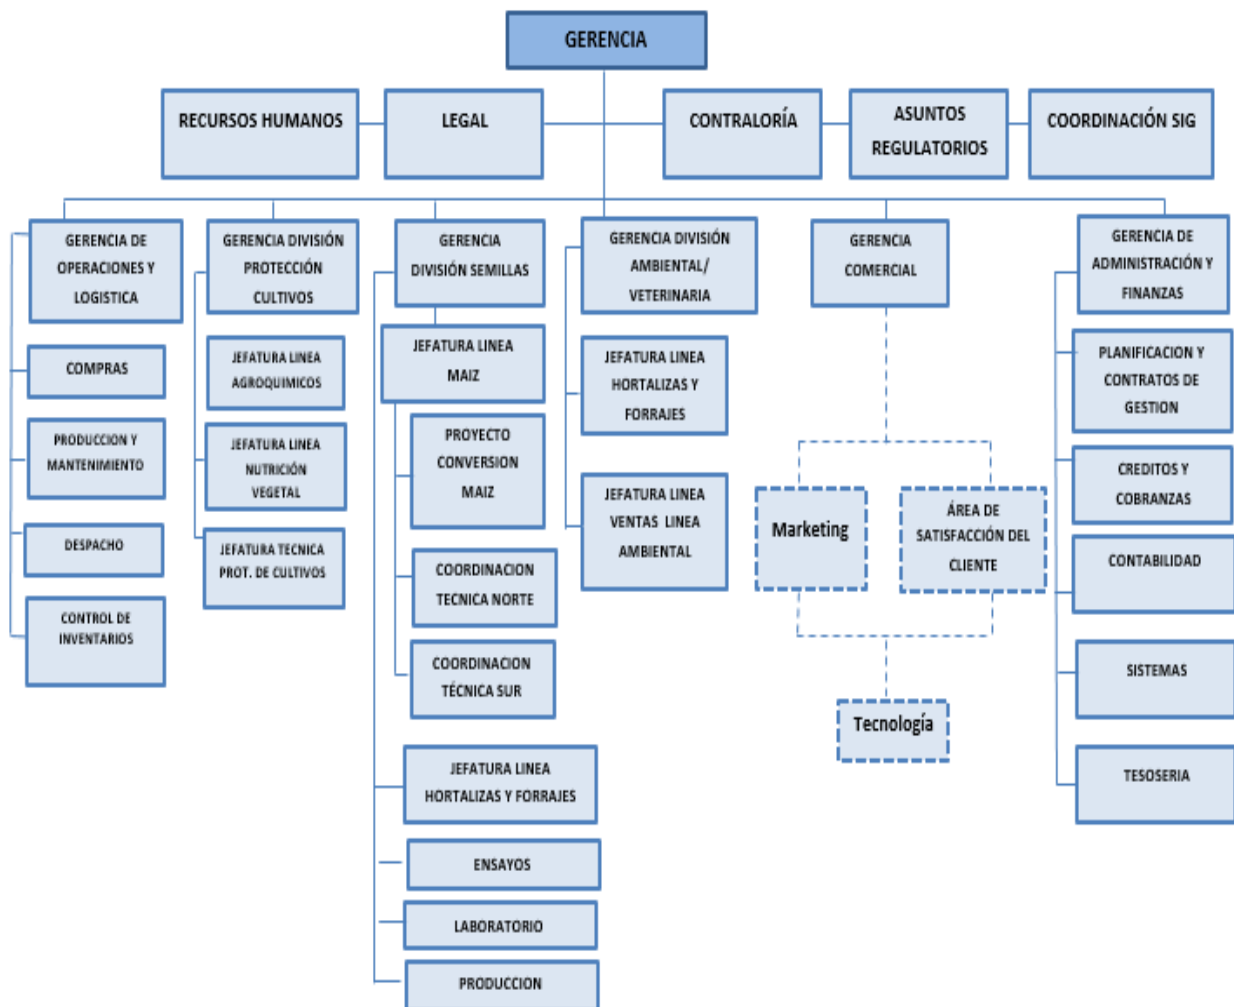 GERENCIA
RECURSOS HUMANOS
LEGAL
CONTRALORÍA
ASUNTOS
REGULATORIOS
COORDINACIÓN SIG
GERENCIA DE
OPERACIONES Y
LOGISTICA
COMPRAS
PRODUCCION Y
MANTENIMIENTO
DESPACHO
CONTROL DE
INVENTARIOS
GERENCIA DIVISIÓN
PROTECCIÓN
CULTIVOS
JEFATURA LINEA
AGROQUIMICOS
JEFATURA LINEA
NUTRICIÓN
VEGETAL
JEFATURA TECNICA
PROT. DE CULTIVOS
GERENCIA
DIVISIÓN SEMILLAS
JEFATURA LINEA
MAIZ
PROYECTO
CONVERSION
MAIZ
COORDINACION
TECNICA NORTE
COORDINACION
TÉCNICA SUR
JEFATURA LINEA
HORTALIZAS Y FORRAJES
ENSAYOS
LABORATORIO
PRODUCCION
GERENCIA DIVISIÓN
AMBIENTAL/
VETERINARIA
JEFATURA LINEA
HORTALIZAS Y
FORRAJES
JEFATURA LINEA
VENTAS LINEA
AMBIENTAL
GERENCIA
COMERCIAL
Marketing
ÁREA DE
SATISFACCIÓN DEL
CLIENTE
Tecnología
GERENCIA DE
ADMINISTRACIÓN Y
FINANZAS
PLANIFICACION Y
CONTRATOS DE
GESTION
CREDITOS Y
COBRANZAS
CONTABILIDAD
SISTEMAS
TESOSERIA